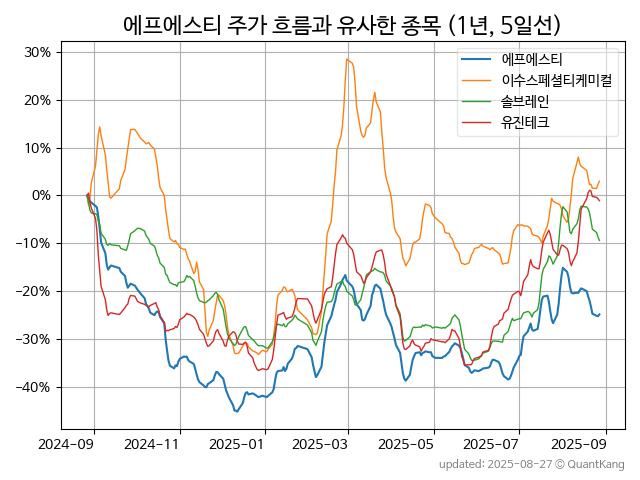 에프에스티 주가 흐름과 유사한 종목 (1년, 5일선)
30%
20%
10%
0%
−10%
−20%
−30%
−40%
에프에스티
이수스페셜티케미컬
솔브레인
유진테크
2024-09 2024-11 2025-01 2025-03 2025-05 2025-07 2025-09
updated: 2025-08-27 ⓒ QuantKang